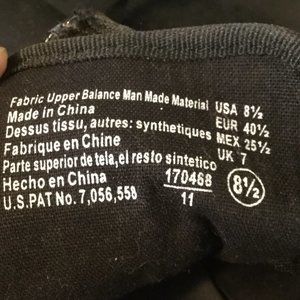 Fabric Upper Balance Man Made Material
Made in China
Dessus tissu, autres: synthetiques
Fabrique en Chine
Parte superior de tela,el resto sintetico
Hecho en China
U.S.PAT No. 7,056,558
USA 8½
EUR 40½
MEX 25½
UK 7
170468
11
8½